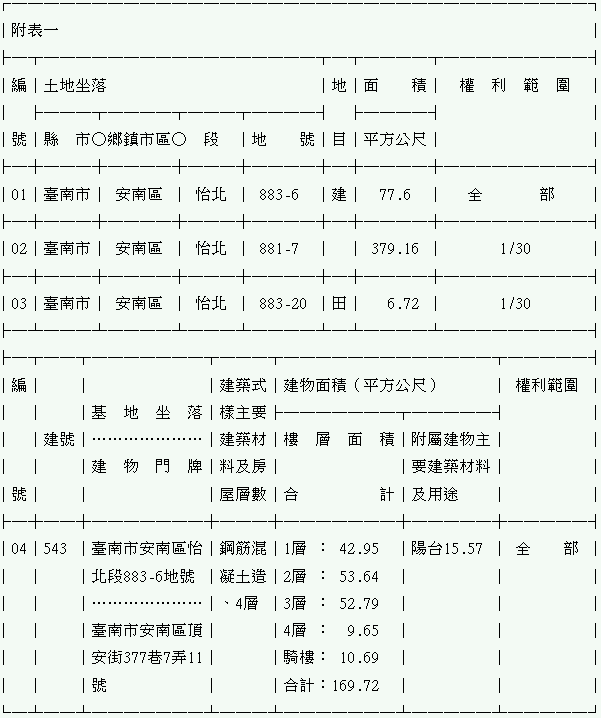 附表一
編 土地坐落 地 面 積 權 利 範 圍
號 縣 市○鄉鎮市區○ 段 地 號 目 平方公尺
01 臺南市 安南區 怡北 883-6 建 77.6 全 部
02 臺南市 安南區 怡北 881-7 379.16 1/30
03 臺南市 安南區 怡北 883-20 田 6.72 1/30
編 建築式 建物面積（平方公尺） 權利範圍
基 地 坐 落 樣主要
建號 ………………… 建築材 樓 層 面 積 附屬建物主
建 物 門 牌 料及房 要建築材料
號 屋層數 合 計 及用途
04 543 臺南市安南區怡 鋼筋混 1層 ： 42.95 陽台15.57 全 部
北段883-6地號 凝土造 2層 ： 53.64
………………… 、4層 3層 ： 52.79
臺南市安南區頂 4層 ： 9.65
安街377巷7弄11 騎樓： 10.69
號 合計：169.72